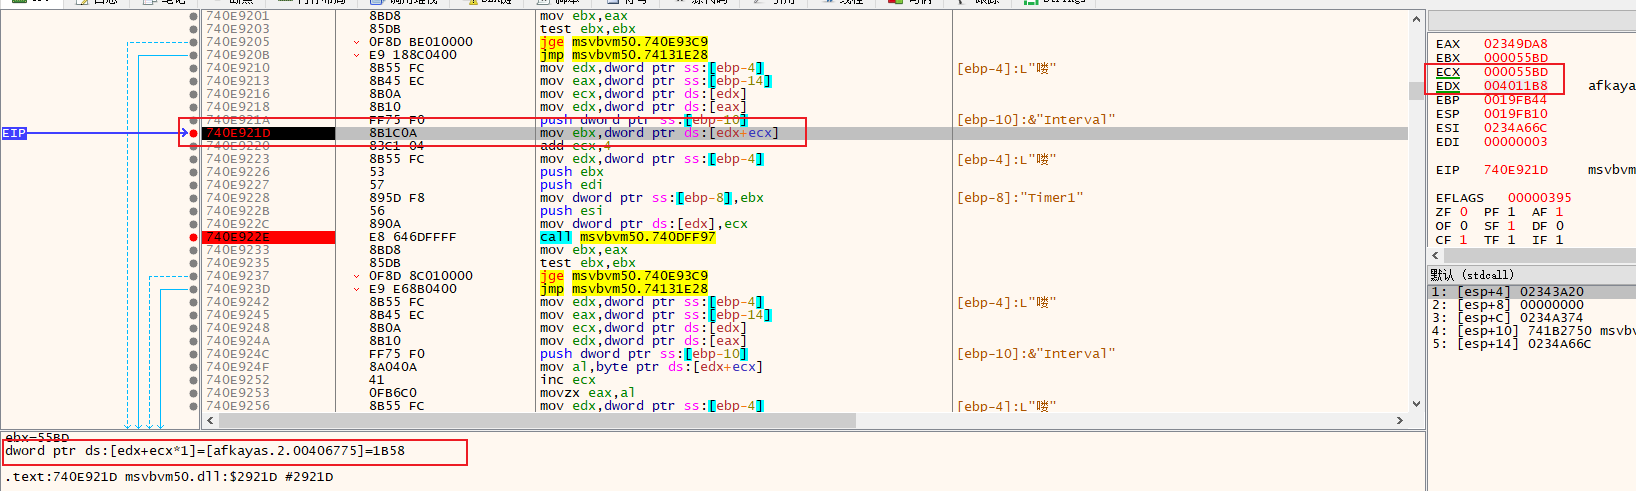 740E9201 8BD8 mov ebx,eax
740E9203 85DB test ebx,ebx
740E9205 0F8D BE010000 jge msvbvm50.740E93C9
740E920B E9 188C0400 jmp msvbvm50.74131E28
740E9210 8B55 FC mov edx,dword ptr ss:[ebp-4] [ebp-4]:L"喽"
740E9213 8B45 EC mov eax,dword ptr ss:[ebp-14]
740E9216 8B0A mov ecx,dword ptr ds:[edx]
740E9218 8B10 mov edx,dword ptr ds:[eax]
740E921A FF75 F0 push dword ptr ss:[ebp-10] [ebp-10]:&"Interval"
EIP 740E921D 8B1C0A mov ebx,dword ptr ds:[edx+ecx]
740E9220 83C1 04 add ecx,4
740E9223 8B55 FC mov edx,dword ptr ss:[ebp-4] [ebp-4]:L"喽"
740E9226 53 push ebx
740E9227 57 push edi
740E9228 895D F8 mov dword ptr ss:[ebp-8],ebx [ebp-8]:"Timer1"
740E922B 56 push esi
740E922C 890A mov dword ptr ds:[edx],ecx
740E922E E8 646DFFFF call msvbvm50.740DFF97
740E9233 8BD8 mov ebx,eax
740E9235 85DB test ebx,ebx
740E9237 0F8D 8C010000 jge msvbvm50.740E93C9
740E923D E9 E68B0400 jmp msvbvm50.74131E28
740E9242 8B55 FC mov edx,dword ptr ss:[ebp-4] [ebp-4]:L"喽"
740E9245 8B45 EC mov eax,dword ptr ss:[ebp-14]
740E9248 8B0A mov ecx,dword ptr ds:[edx]
740E924A 8B10 mov edx,dword ptr ds:[eax]
740E924C FF75 F0 push dword ptr ss:[ebp-10] [ebp-10]:&"Interval"
740E924F 8A040A mov al,byte ptr ds:[edx+ecx]
740E9252 41 inc ecx
740E9253 0FB6C0 movzx eax,al
740E9256 8B55 FC mov edx,dword ptr ss:[ebp-4] [ebp-4]:L"喽"
ebx=55BD
dword ptr ds:[edx+ecx*1]=[afkayas.2.00406775]=1B58
.text:740E921D msvbvm50.dll:$2921D #2921D
EAX 02349DA8
EBX 000055BD
ECX 000055BD
EDX 004011B8 afkaya
EBP 0019FB44
ESP 0019FB10
ESI 0234A66C
EDI 00000003
EIP 740E921D msvbvm
EFLAGS 00000395
ZF 0 PF 1 AF 1
OF 0 SF 1 DF 0
CF 1 TF 1 IF 1
默认 (stdcall)
1: [esp+4] 02343A20
2: [esp+8] 00000000
3: [esp+C] 0234A374
4: [esp+10] 741B2750 msvbv
5: [esp+14] 0234A66C